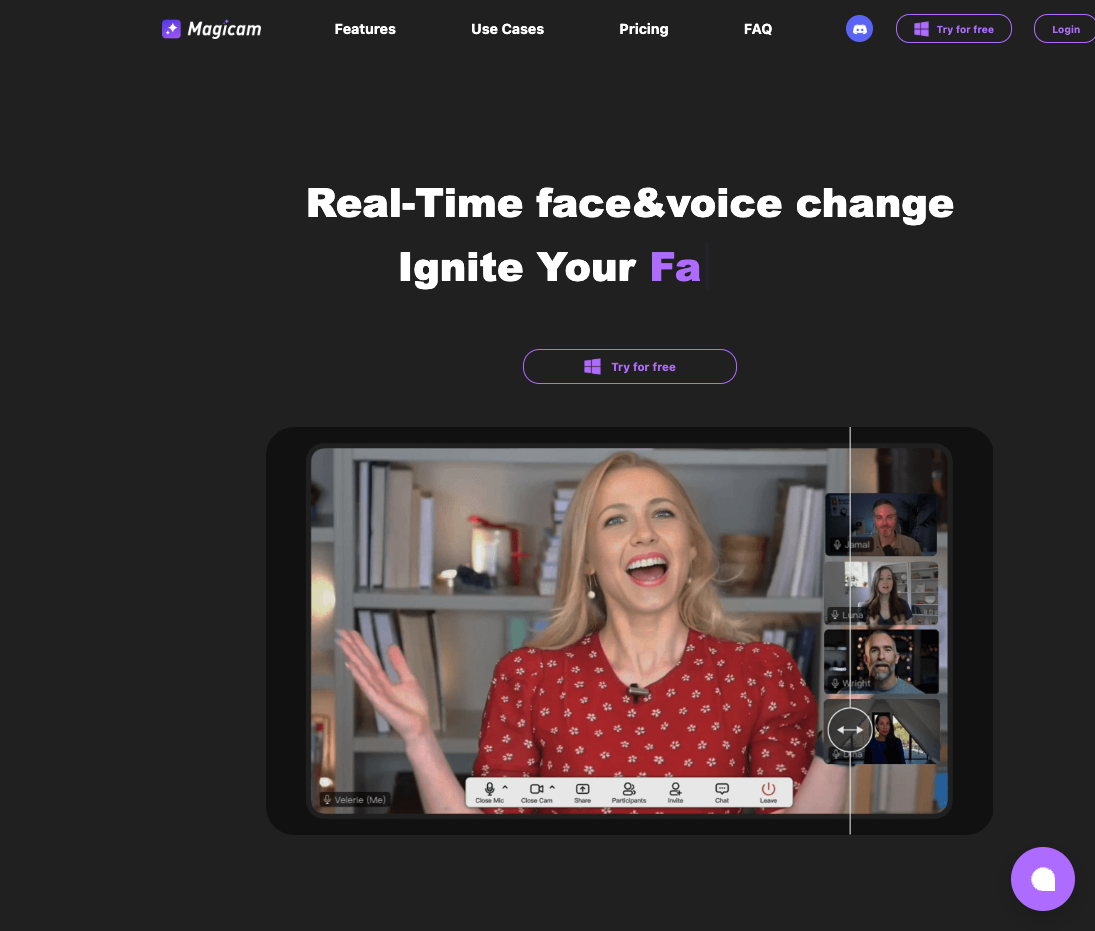 Magicam
Features
Use Cases
Pricing
FAQ
Try for free
Login
Real-Time face&voice change
Ignite Your Fa
Try for free
Jamal
Luna
Wright
Dina
Velerie (Me)
Close Mic
Close Cam
Share
Participants
Invite
Chat
Leave